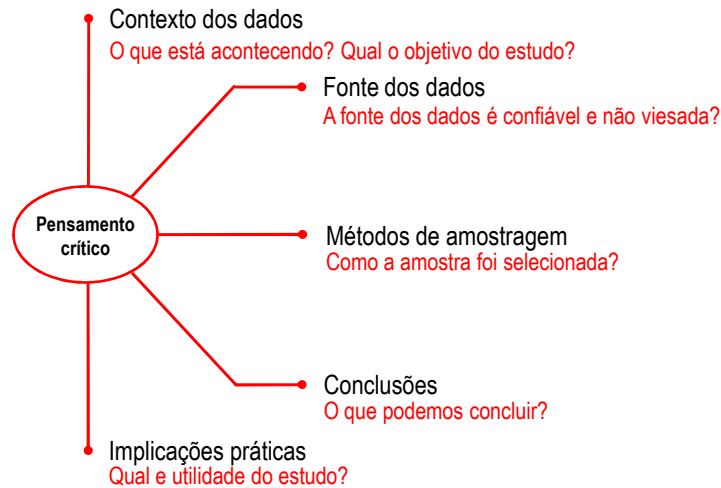 Contexto dos dados
O que está acontecendo? Qual o objetivo do estudo?
Fonte dos dados
A fonte dos dados é confiável e não viesada?
Pensamento
crítico
Métodos de amostragem
Como a amostra foi selecionada?
Conclusões
O que podemos concluir?
Implicações práticas
Qual e utilidade do estudo?